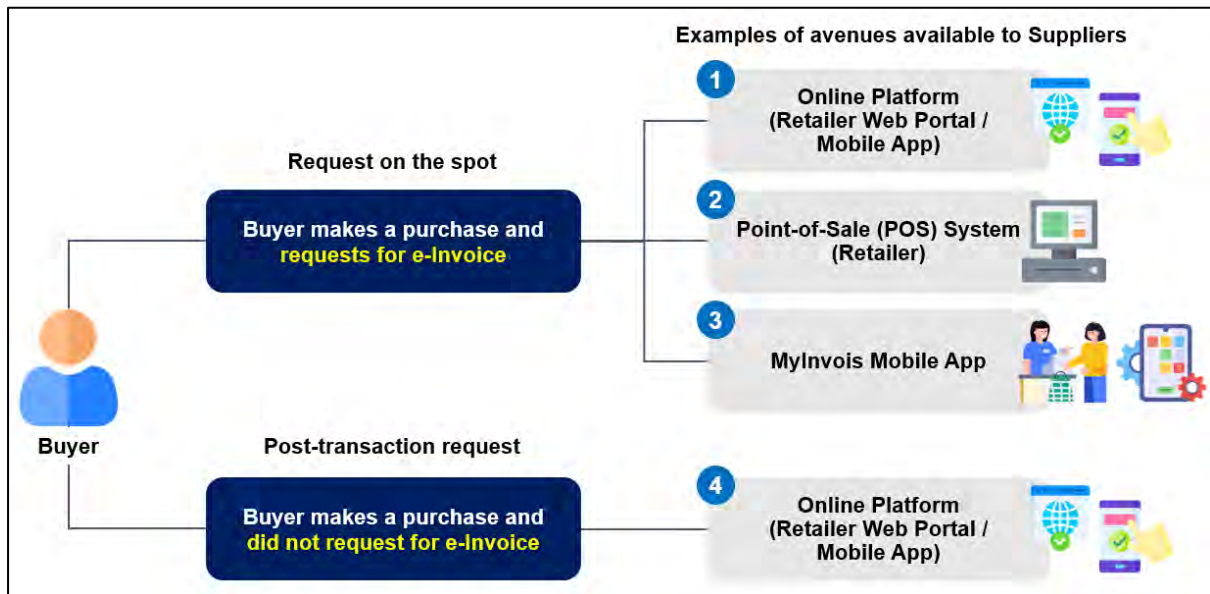 Examples of avenues available to Suppliers
1
Online Platform
(Retailer Web Portal /
Mobile App)
Request on the spot
Buyer makes a purchase and
requests for e-Invoice
2
Point-of-Sale (POS) System
(Retailer)
3
MyInvois Mobile App
Buyer
Post-transaction request
Buyer makes a purchase and
did not request for e-Invoice
4
Online Platform
(Retailer Web Portal /
Mobile App)